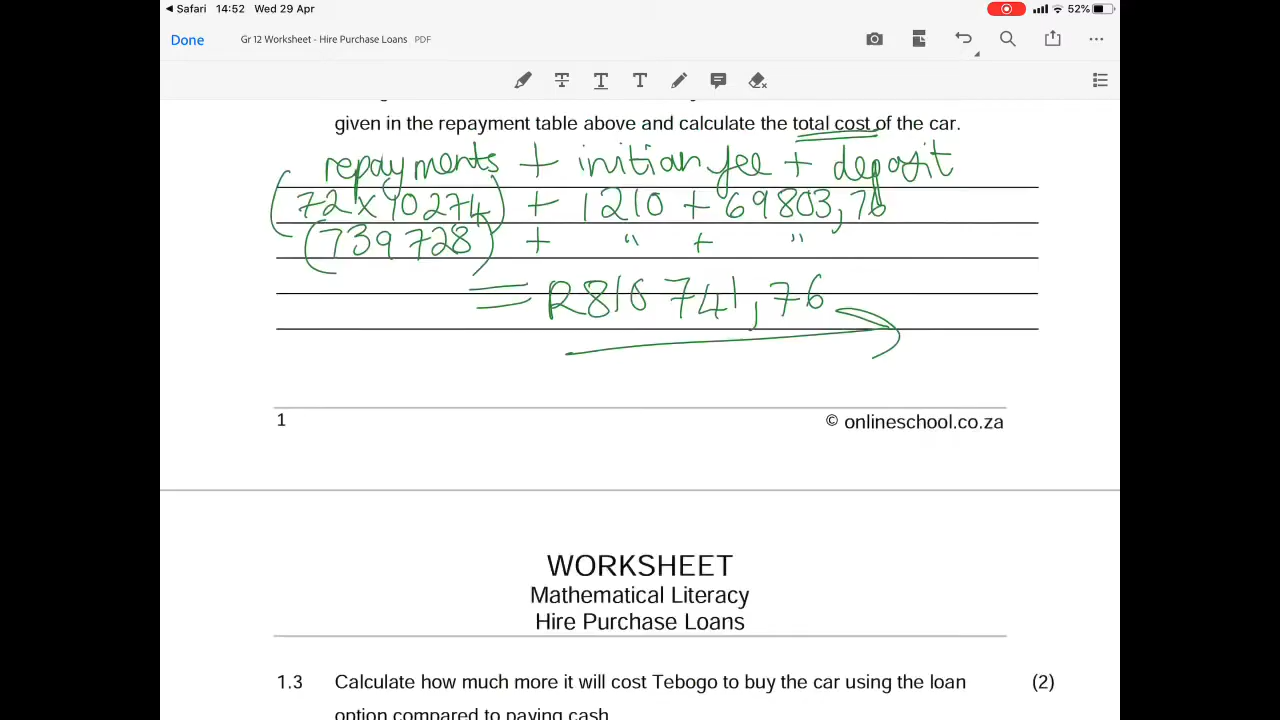 Safari 14:52 Wed 29 Apr 52%
Done Gr 12 Worksheet - Hire Purchase Loans PDF
given in the repayment table above and calculate the total cost of the car.
repayments + initian fee + deposit
(72 x 10274) + 1210 + 69803,76
(739 728) + " + "
= R810 741,76
1 © onlineschool.co.za
WORKSHEET
Mathematical Literacy
Hire Purchase Loans
1.3 Calculate how much more it will cost Tebogo to buy the car using the loan (2)
option compared to paying cash.